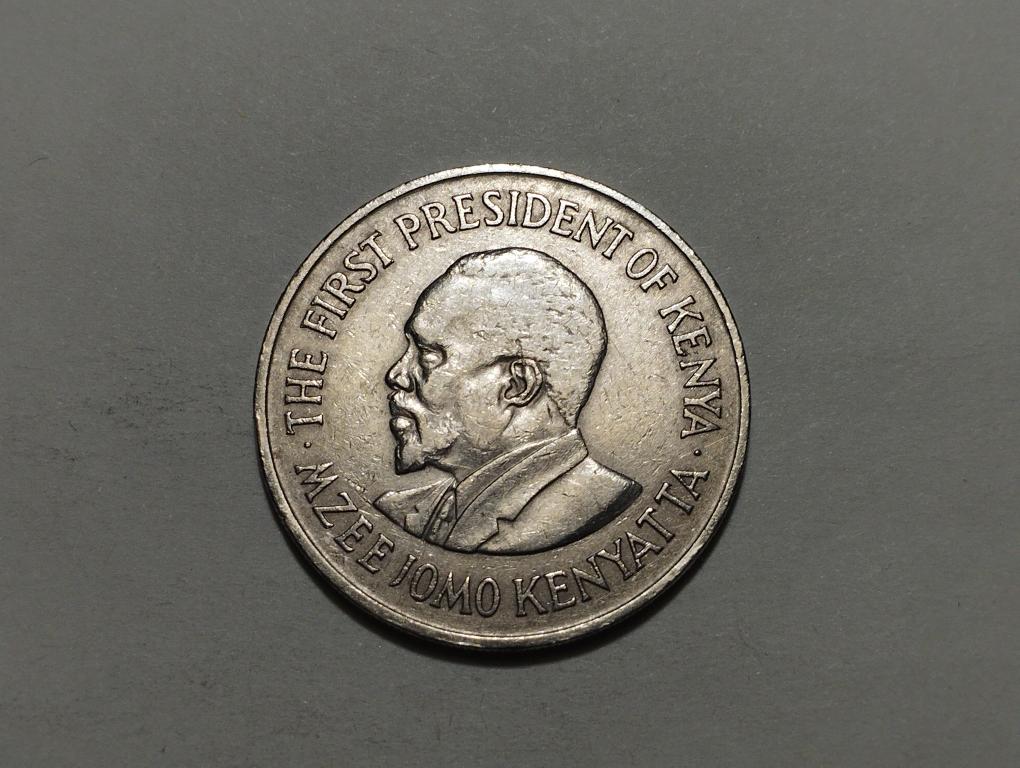 · THE FIRST PRESIDENT OF KENYA ·
MZEE JOMO KENYATTA